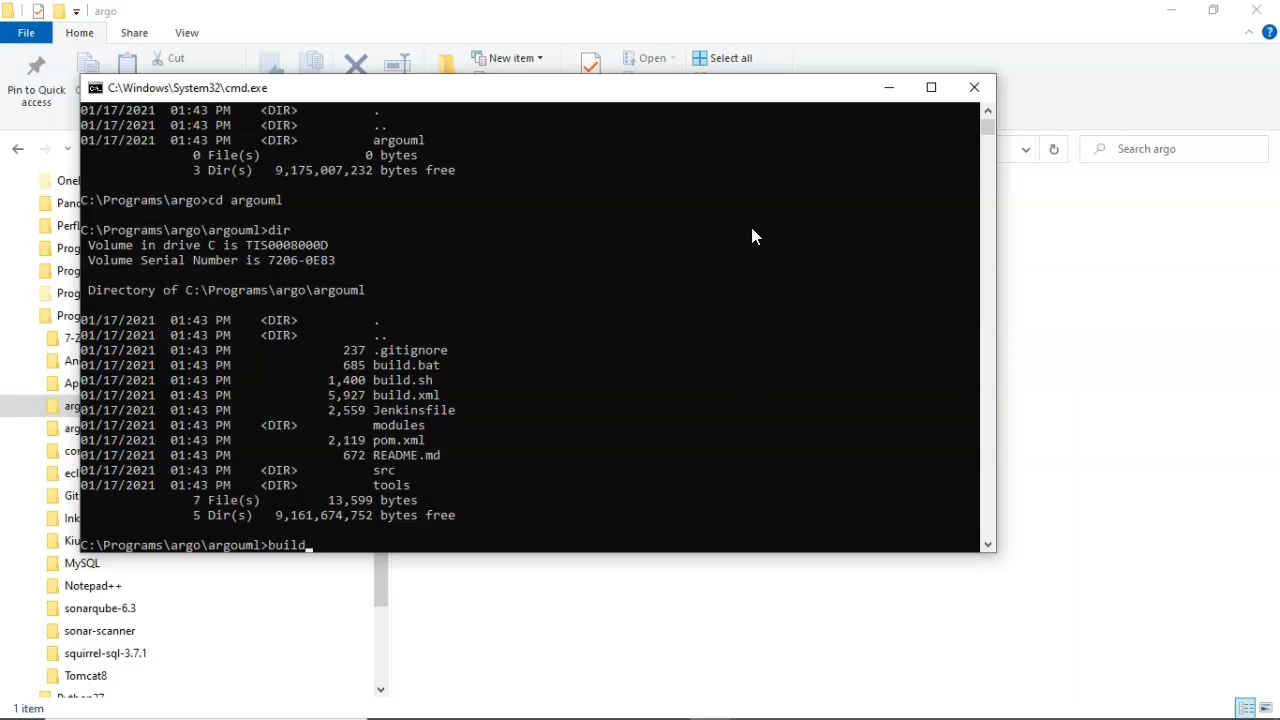 argo
File
Home
Share
View
Cut
New item
Open
Select all
Pin to Quick
access
C:\Windows\System32\cmd.exe
01/17/2021  01:43 PM    <DIR>          .
01/17/2021  01:43 PM    <DIR>          ..
01/17/2021  01:43 PM    <DIR>          argouml
0 File(s)              0 bytes
3 Dir(s)   9,175,007,232 bytes free
C:\Programs\argo>cd argouml
C:\Programs\argo\argouml>dir
Volume in drive C is TIS0008000D
Volume Serial Number is 7206-0E83
Directory of C:\Programs\argo\argouml
01/17/2021  01:43 PM    <DIR>          .
01/17/2021  01:43 PM    <DIR>          ..
01/17/2021  01:43 PM               237 .gitignore
01/17/2021  01:43 PM               685 build.bat
01/17/2021  01:43 PM             1,400 build.sh
01/17/2021  01:43 PM             5,927 build.xml
01/17/2021  01:43 PM             2,559 Jenkinsfile
01/17/2021  01:43 PM    <DIR>          modules
01/17/2021  01:43 PM             2,119 pom.xml
01/17/2021  01:43 PM               672 README.md
01/17/2021  01:43 PM    <DIR>          src
01/17/2021  01:43 PM    <DIR>          tools
7 File(s)         13,599 bytes
5 Dir(s)   9,161,674,752 bytes free
C:\Programs\argo\argouml>build
Search argo
MySQL
Notepad++
sonarqube-6.3
sonar-scanner
squirrel-sql-3.7.1
Tomcat8
1 item